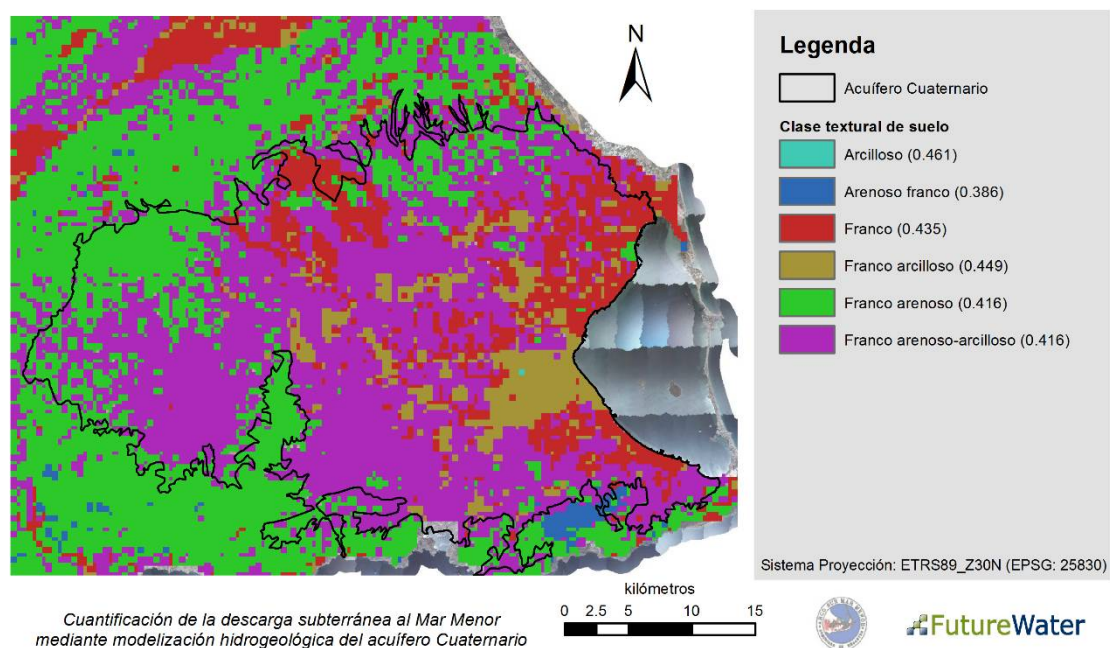 N
Legenda
Acuífero Cuaternario
Clase textural de suelo
Arcilloso (0.461)
Arenoso franco (0.386)
Franco (0.435)
Franco arcilloso (0.449)
Franco arenoso (0.416)
Franco arenoso-arcilloso (0.416)
Sistema Proyección: ETRS89_Z30N (EPSG: 25830)
Cuantificación de la descarga subterránea al Mar Menor
mediante modelización hidrogeológica del acuífero Cuaternario
kilómetros
0 2.5 5 10 15
FutureWater